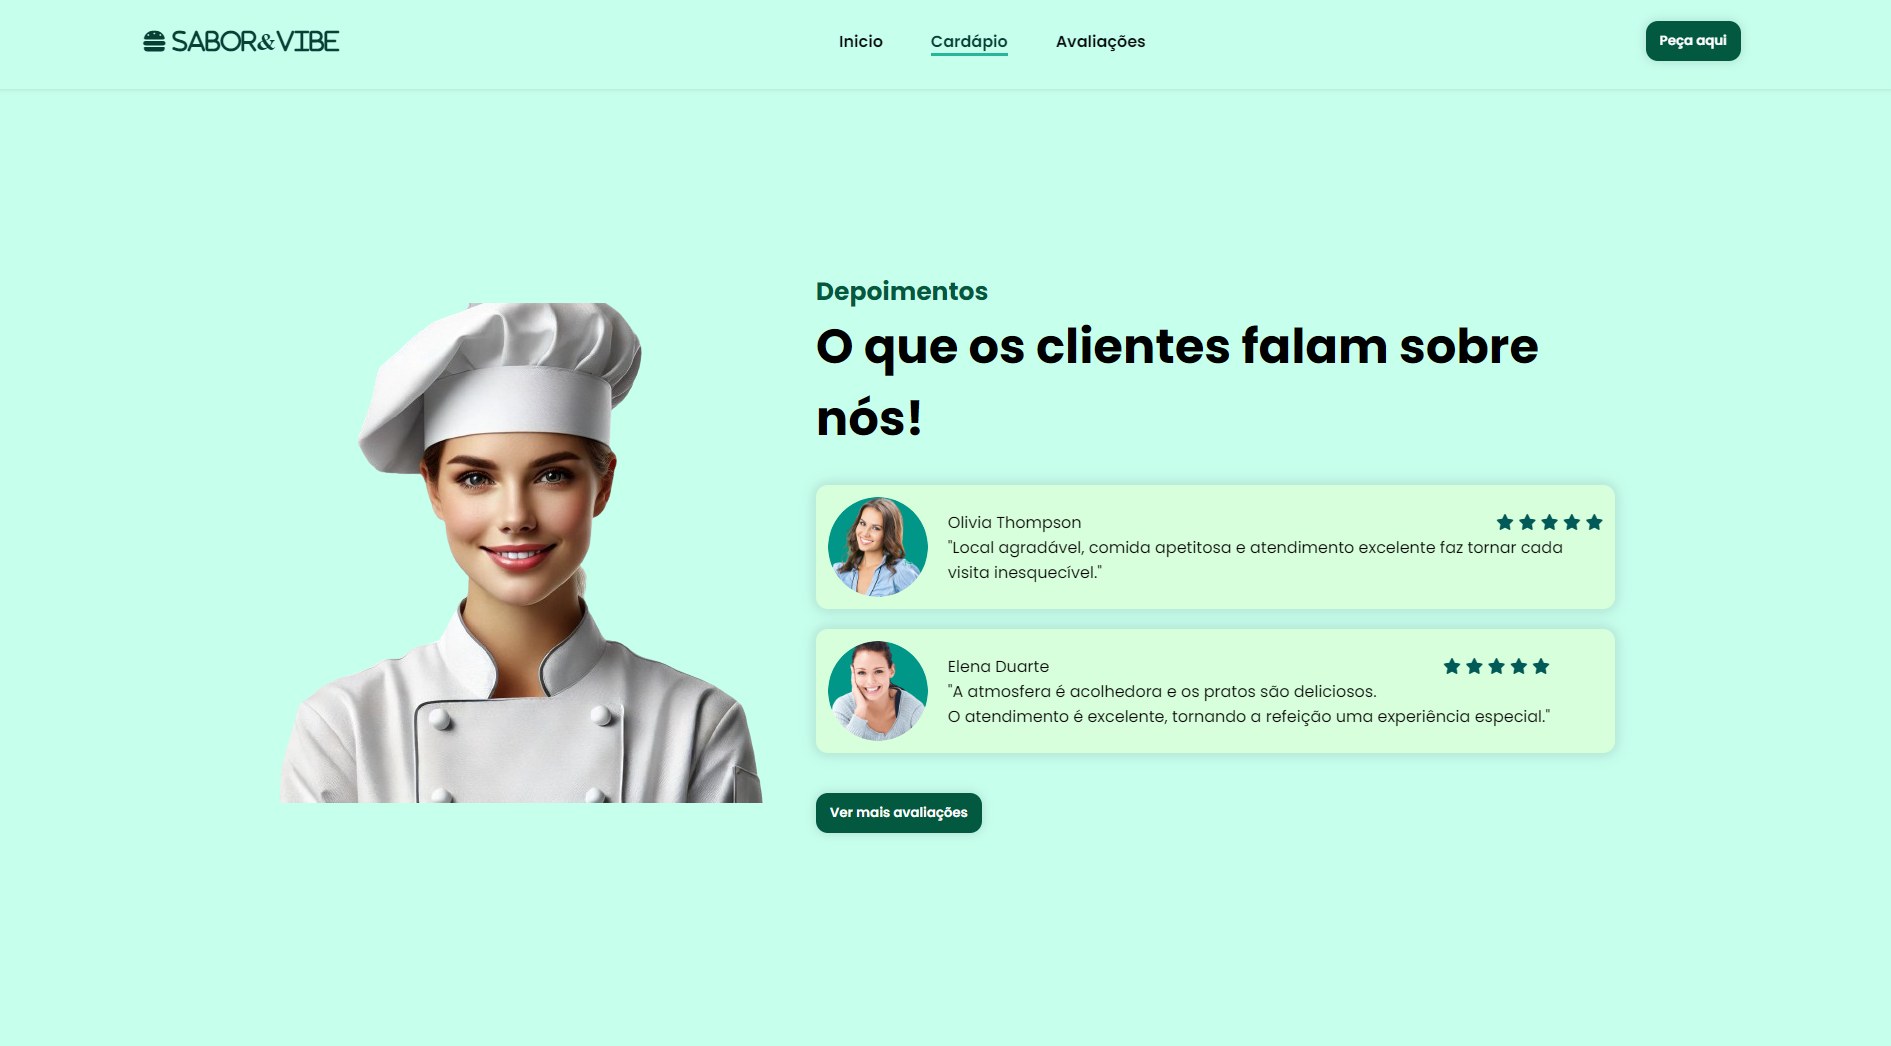 SABOR&VIBE
Inicio
Cardápio
Avaliações
Peça aqui
Depoimentos
O que os clientes falam sobre
nós!
Olivia Thompson
"Local agradável, comida apetitosa e atendimento excelente faz tornar cada
visita inesquecível."
Elena Duarte
"A atmosfera é acolhedora e os pratos são deliciosos.
O atendimento é excelente, tornando a refeição uma experiência especial."
Ver mais avaliações